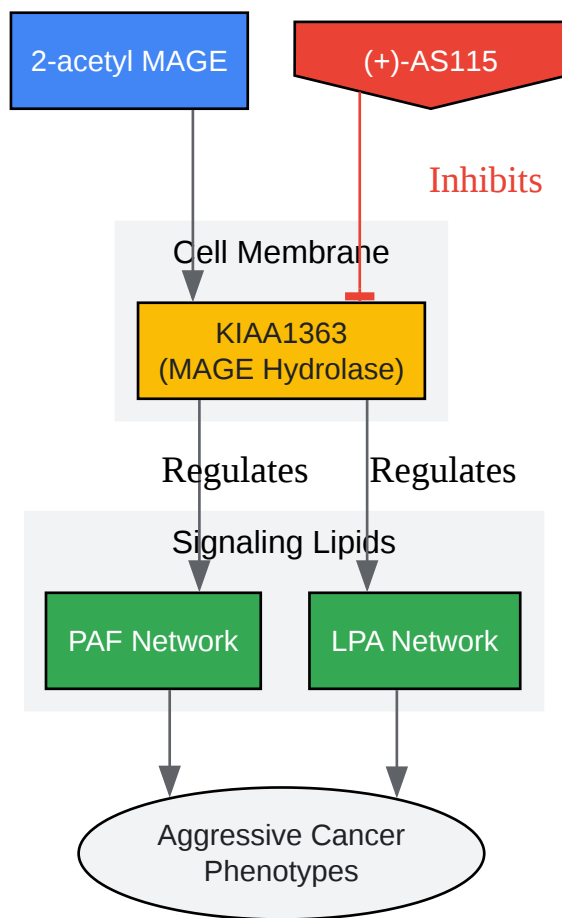 2-acetyl MAGE
(+)-AS115
Inhibits
Cell Membrane
KIAA1363
(MAGE Hydrolase)
Regulates
Regulates
Signaling Lipids
PAF Network
LPA Network
Aggressive Cancer
Phenotypes